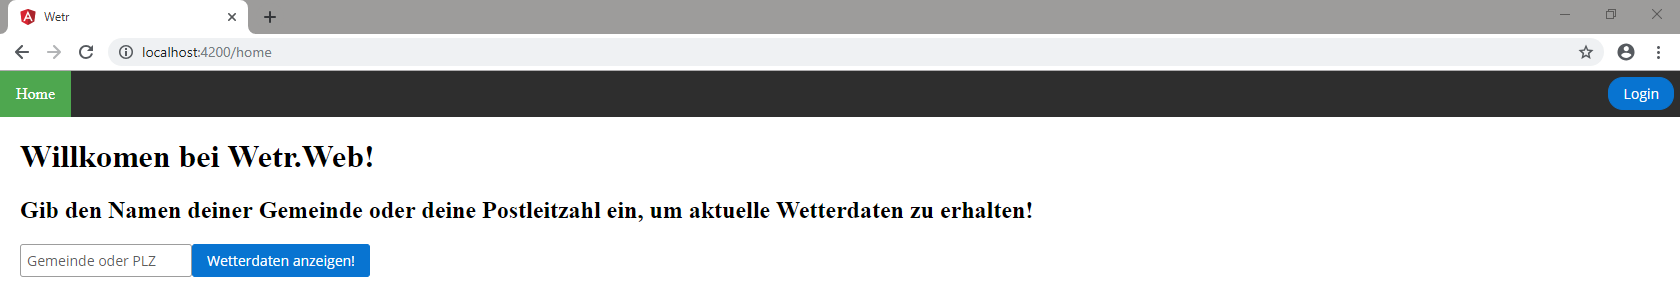 Wetr
localhost:4200/home
Home
Login
Willkomen bei Wetr.Web!
Gib den Namen deiner Gemeinde oder deine Postleitzahl ein, um aktuelle Wetterdaten zu erhalten!
Gemeinde oder PLZ Wetterdaten anzeigen!